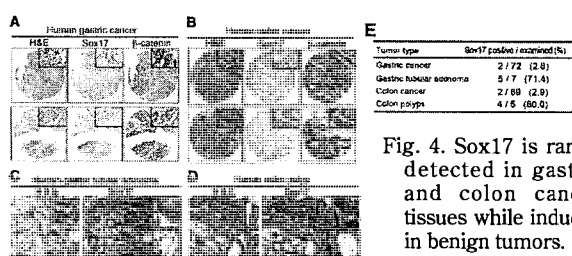 A
Human gastric cancer
H&E Sox17 β-catenin
B
C
D
E
Tumor type Sox17 positive / examined (%)
Gastric cancer 2 / 72 (2.8)
Gastric tubular adenoma 5 / 7 (71.4)
Colon cancer 2 / 69 (2.9)
Colon polyps 4 / 5 (80.0)
Fig. 4. Sox17 is rar
detected in gast
and colon canc
tissues while induc
in benign tumors.